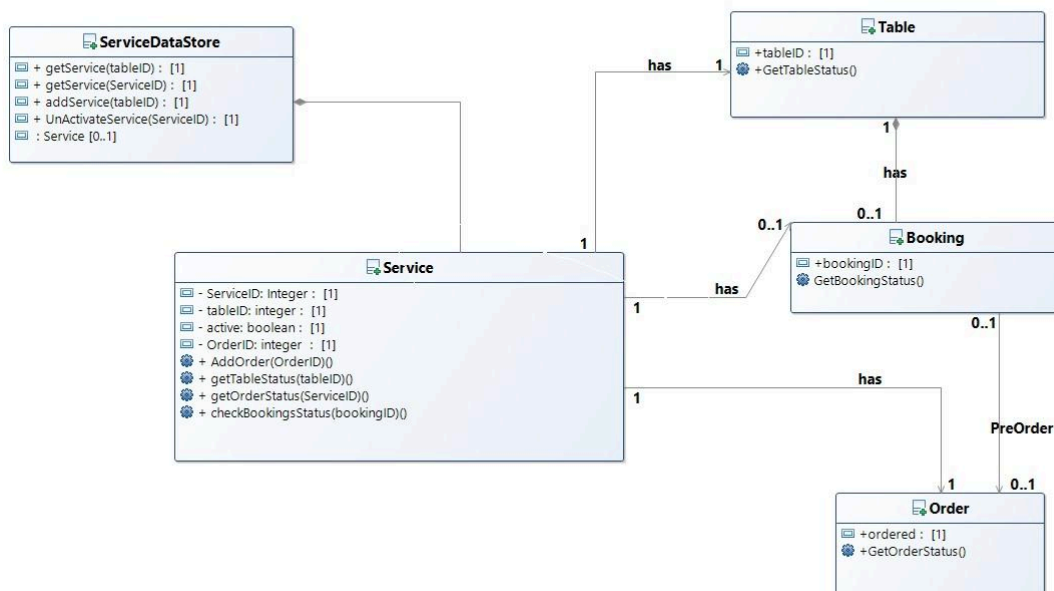 ServiceDataStore
+ getService(tableID) : [1]
+ getService(ServiceID) : [1]
+ addService(tableID) : [1]
+ UnActivateService(ServiceID) : [1]
: Service [0..1]
Table
+tableID : [1]
+GetTableStatus()
has
1
1
has
0..1
Booking
+bookingID : [1]
GetBookingStatus()
0..1
1
has
1
Service
- ServiceID: Integer : [1]
- tableID: integer : [1]
- active: boolean : [1]
- OrderID: integer : [1]
+ AddOrder(OrderID)()
+ getTableStatus(tableID)()
+ getOrderStatus(ServiceID)()
+ checkBookingsStatus(bookingID)()
has
1
1
0..1
PreOrder
0..1
Order
+ordered : [1]
+GetOrderStatus()